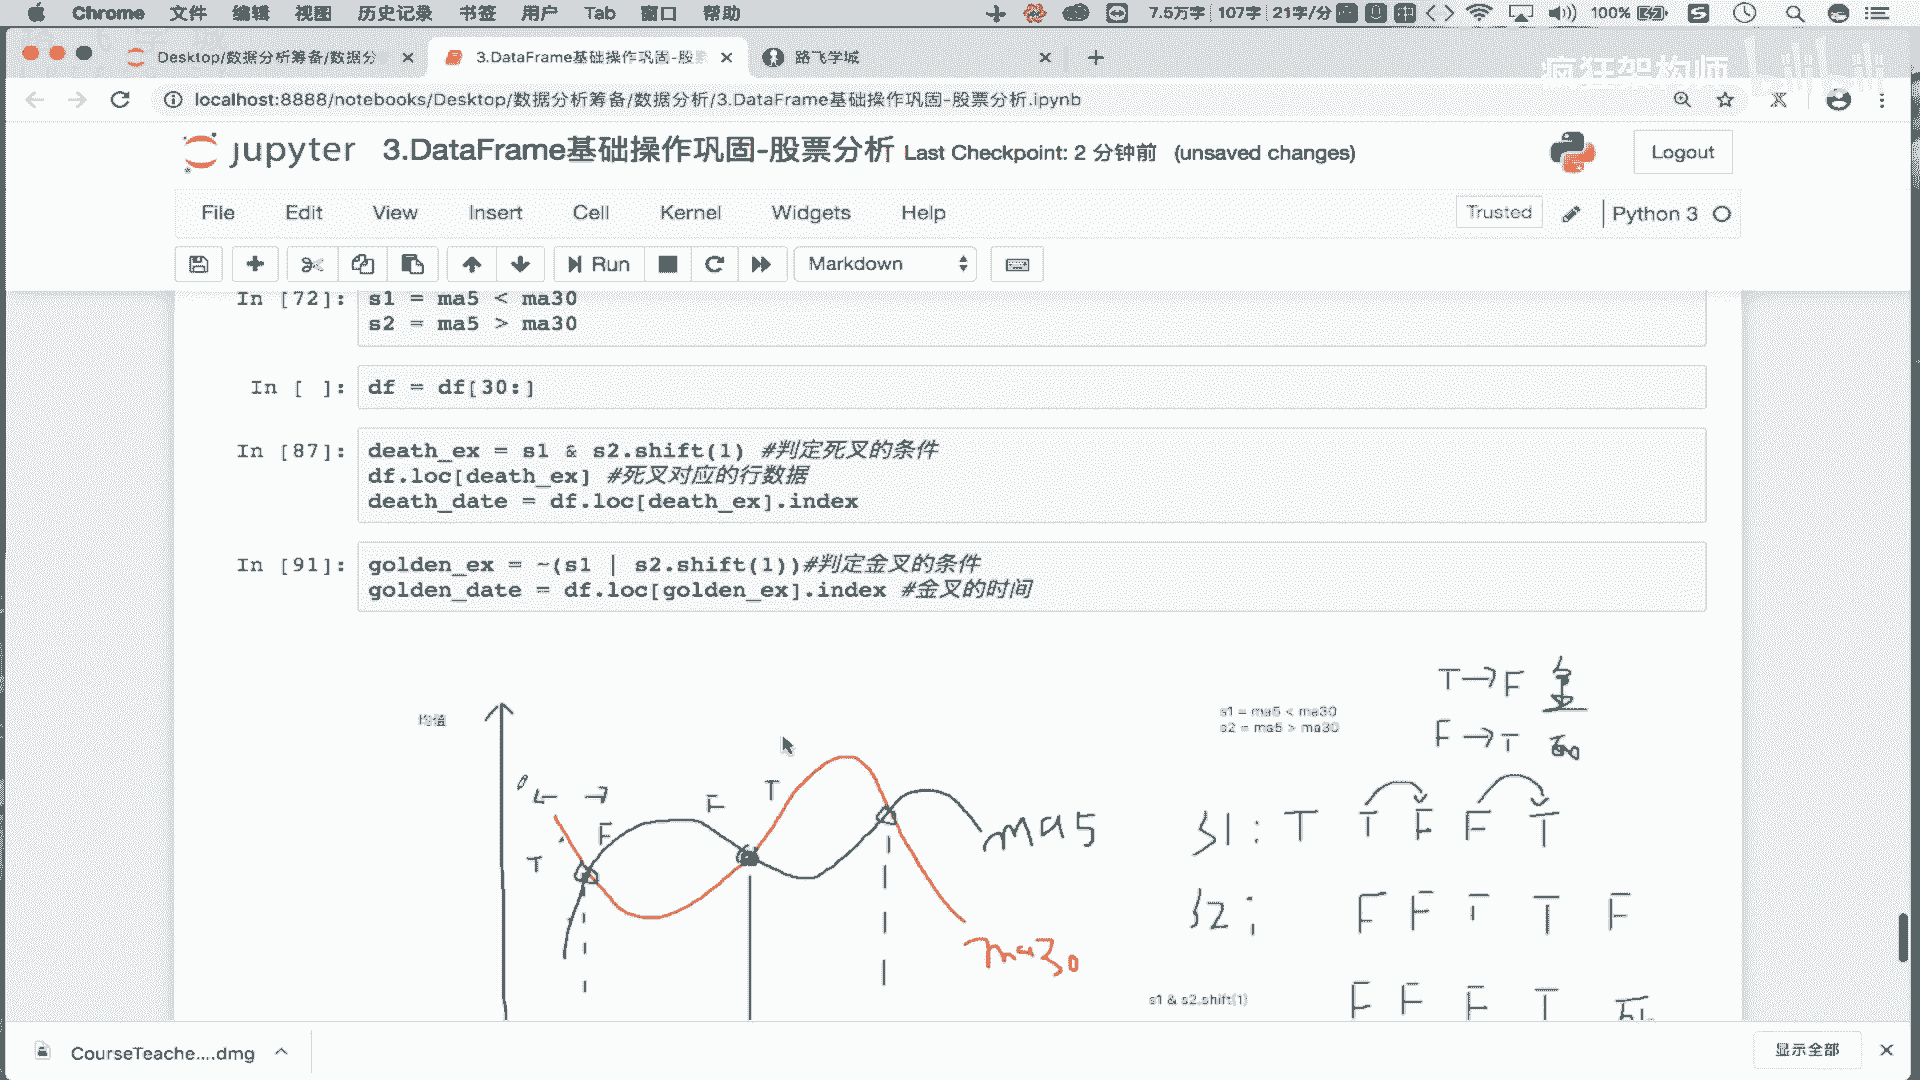 Chrome 文件 编辑 视图 历史记录 书签 用户 Tab 窗口 帮助 7.5万字 107字 21字/分 100%
Desktop/数据分析筹备/数据分 3.DataFrame基础操作巩固-股 路飞学城
疯狂架构师 bilibili
localhost:8888/notebooks/Desktop/数据分析筹备/数据分析/3.DataFrame基础操作巩固-股票分析.ipynb
jupyter 3.DataFrame基础操作巩固-股票分析 Last Checkpoint: 2 分钟前 (unsaved changes) Logout
File Edit View Insert Cell Kernel Widgets Help Trusted Python 3
Run Markdown
In [72]: s1 = ma5 < ma30
s2 = ma5 > ma30
In [ ]: df = df[30:]
In [87]: death_ex = s1 & s2.shift(1) #判定死叉的条件
df.loc[death_ex] #死叉对应的行数据
death_date = df.loc[death_ex].index
In [91]: golden_ex = ~(s1 | s2.shift(1))#判定金叉的条件
golden_date = df.loc[golden_ex].index #金叉的时间
T→F 金
均值
s1 = ma5 < ma30
s2 = ma5 > ma30
F→T
F T
T F
ma5
s1: T T F F T
s2: F F T T F
ma30
s1 & s2.shift(1) F F F T
CourseTeache....dmg 显示全部